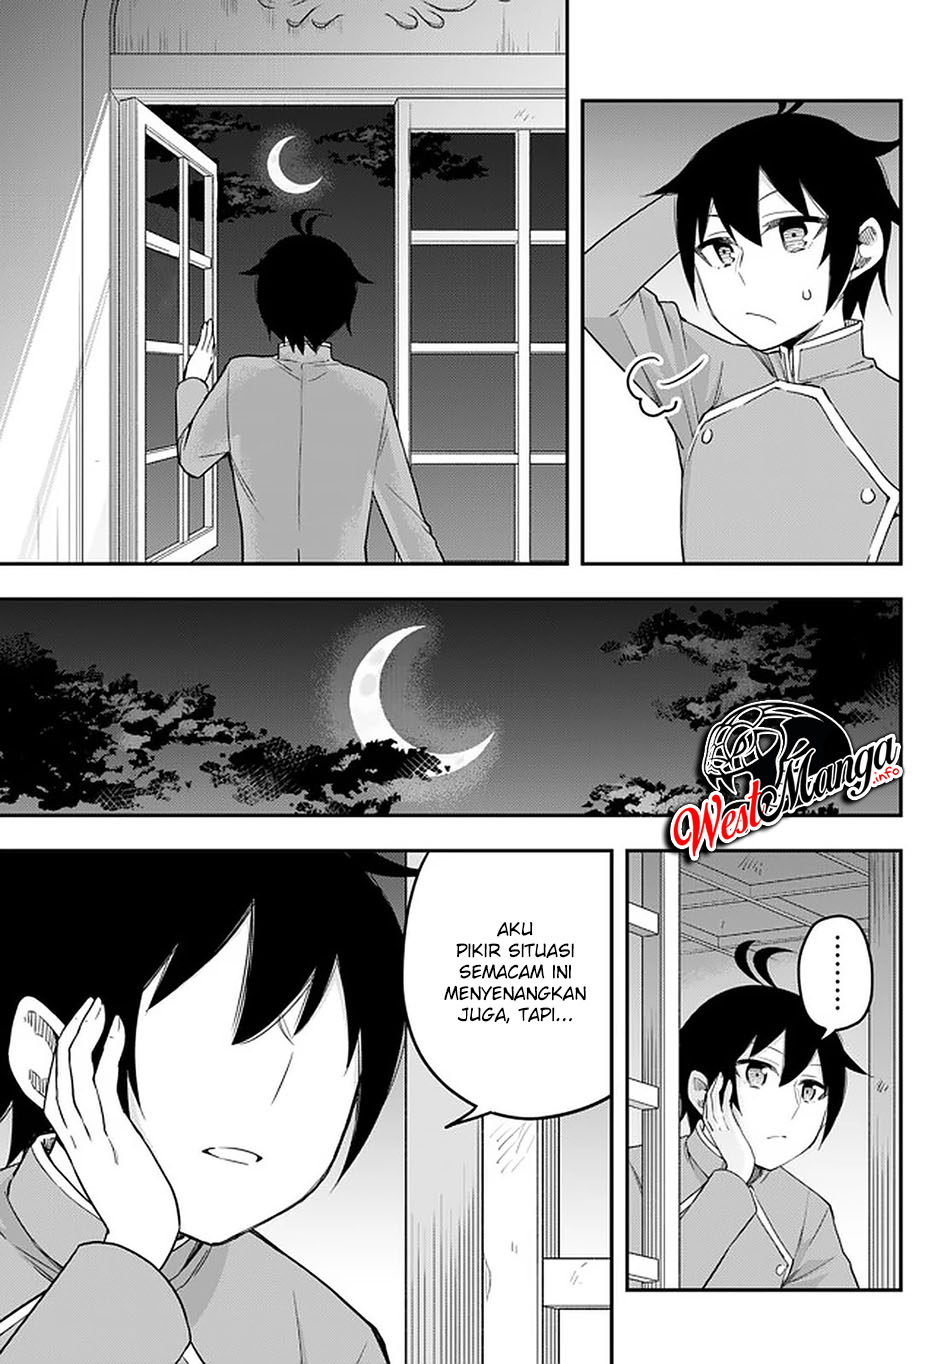 WestManga
.info
.........
AKU
PIKIR SITUASI
SEMACAM INI
MENYENANGKAN
JUGA, TAPI...